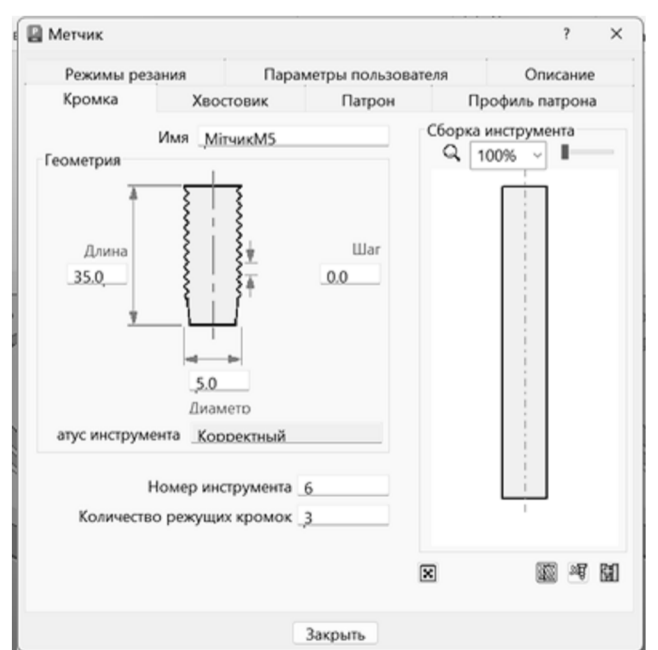 Метчик ? ×
Режимы резания Параметры пользователя Описание
Кромка Хвостовик Патрон Профиль патрона
Имя МітчикМ5
Сборка инструмента
100%
Геометрия
Длина
35.0
Шаг
0.0
5.0
Диаметр
атус инструмента Корректный
Номер инструмента 6
Количество режущих кромок 3
Закрыть